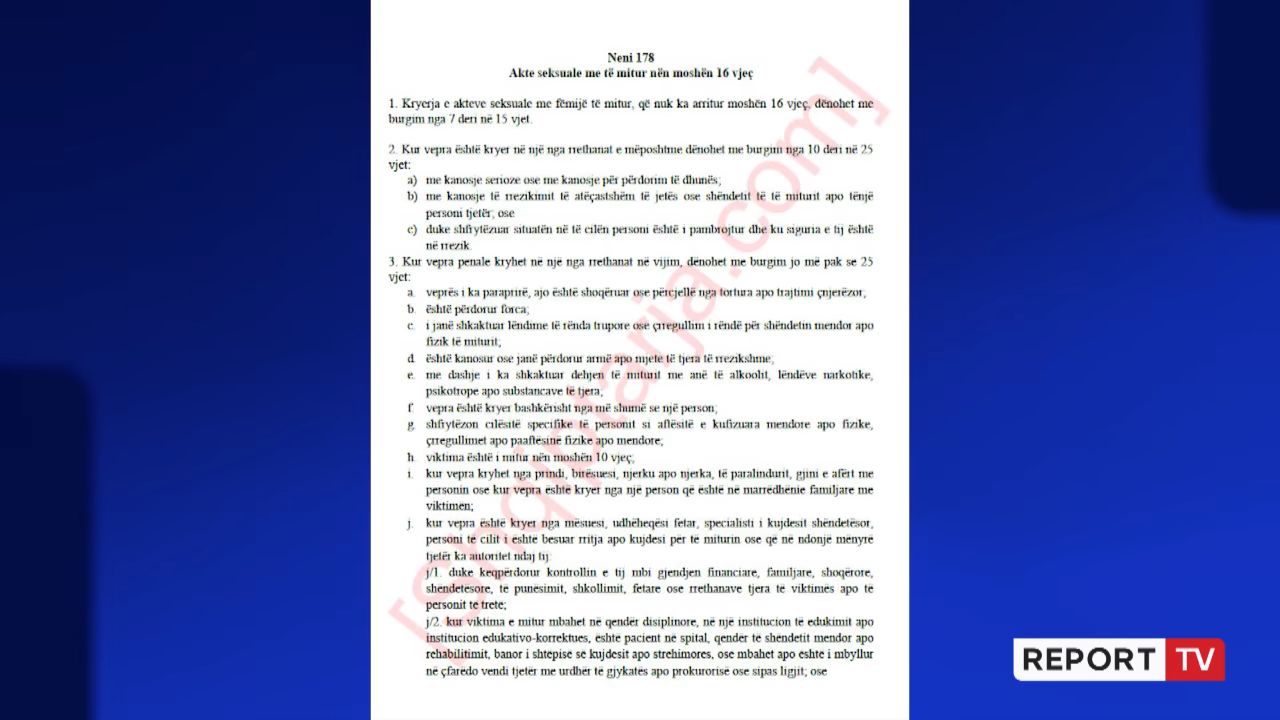 Neni 178
Akte seksuale me të mitur nën moshën 16 vjeç
1. Kryerja e akteve seksuale me fëmijë të mitur, që nuk ka arritur moshën 16 vjeç, dënohet me
burgim nga 7 deri në 15 vjet.
2. Kur vepra është kryer në një nga rrethanat e mëposhtme dënohet me burgim nga 10 deri në 25
vjet:
a) me kanosje serioze ose me kanosje për përdorim të dhunës;
b) me kanosje të rrezikimit të atëçastshëm të jetës ose shëndetit të të miturit apo tënjë
personi tjetër; ose
c) duke shfrytëzuar situatën në të cilën personi është i pambrojtur dhe ku siguria e tij është
në rrezik.
3. Kur vepra penale kryhet në një nga rrethanat në vijim, dënohet me burgim jo më pak se 25
vjet:
a. veprës i ka paraprirë, ajo është shoqëruar ose përcjellë nga tortura apo trajtimi çnjerëzor;
b. është përdorur forca;
c. i janë shkaktuar lëndime të rënda trupore ose çrregullim i rëndë për shëndetin mendor apo
fizik të miturit;
d. është kanosur ose janë përdorur armë apo mjete të tjera të rrezikshme;
e. me dashje i ka shkaktuar dehjen të miturit me anë të alkoolit, lëndëve narkotike,
psikotrope apo substancave të tjera;
f. vepra është kryer bashkërisht nga më shumë se një person;
g. shfrytëzon cilësitë specifike të personit si aftësitë e kufizuara mendore apo fizike,
çrregullimet apo paaftësinë fizike apo mendore;
h. viktima është i mitur nën moshën 10 vjeç;
i. kur vepra kryhet nga prindi, birësuesi, njerku apo njerka, të paralindurit, gjini e afërt me
personin ose kur vepra është kryer nga një person që është në marrëdhënie familjare me
viktimën;
j. kur vepra është kryer nga mësuesi, udhëheqësi fetar, specialisti i kujdesit shëndetësor,
personi të cilit i është besuar rritja apo kujdesi për të miturin ose që në ndonjë mënyrë
tjetër ka autoritet ndaj tij:
j/1. duke keqpërdorur kontrollin e tij mbi gjendjen financiare, familjare, shoqërore,
shëndetësore, të punësimit, shkollimit, fetare ose rrethanave tjera të viktimës apo të
personit të tretë;
j/2. kur viktima e mitur mbahet në qendër disiplinore, në një institucion të edukimit apo
institucion edukativo-korrektues, është pacient në spital, qendër të shëndetit mendor apo
rehabilitimit, banor i shtëpisë së kujdesit apo strehimores, ose mbahet apo është i mbyllur
në çfarëdo vendi tjetër me urdhër të gjykatës apo prokurorisë ose sipas ligjit; ose
[shqiptarja.com]
REPORT TV